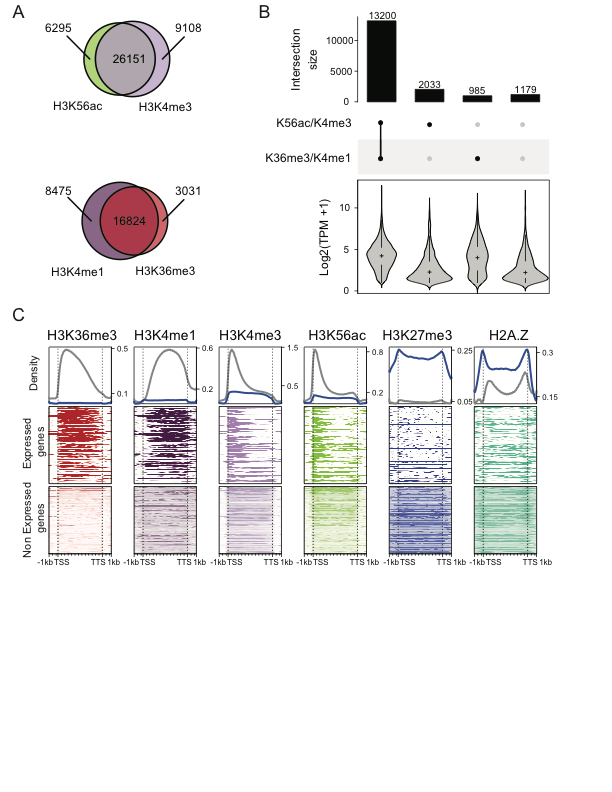 A
6295
9108
26151
H3K56ac
H3K4me3
8475
3031
16824
H3K4me1
H3K36me3
B
Intersection
size
10000
5000
0
13200
2033
985
1179
K56ac/K4me3
K36me3/K4me1
Log2(TPM +1)
10
5
0
C
H3K36me3 H3K4me1 H3K4me3 H3K56ac H3K27me3 H2A.Z
Density
0.5
0.1
0.6
0.2
1.5
0.5
0.8
0.2
0.25
0.05
0.3
0.15
Expressed
genes
Non Expressed
genes
-1kb TSS TTS 1kb -1kb TSS TTS 1kb -1kb TSS TTS 1kb -1kb TSS TTS 1kb -1kb TSS TTS 1kb -1kb TSS TTS 1kb